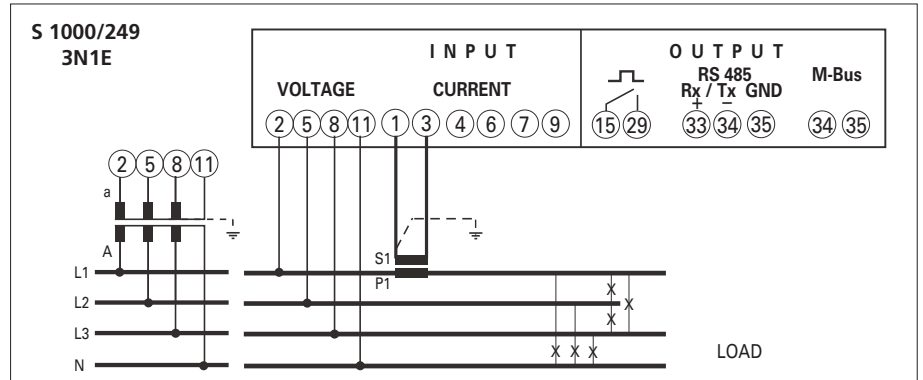 S 1000/249
3N1E
INPUT
VOLTAGE
CURRENT
2 5 8 11 1 3 4 6 7 9
OUTPUT
RS 485
Rx / Tx GND
+ −
M-Bus
15 29 33 34 35 34 35
2 5 8 11
a
A
S1
P1
L1
L2
L3
N
X
X
X
X X X
LOAD